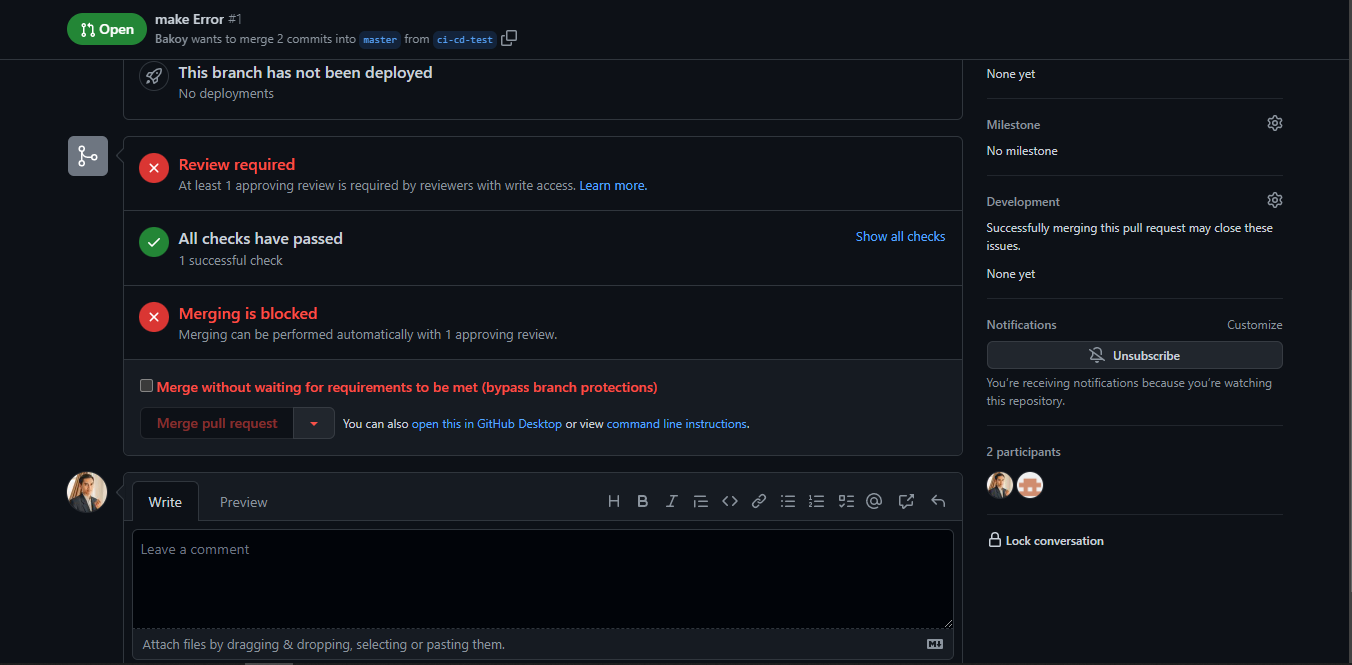 Open
make Error #1
Bakoy wants to merge 2 commits into master from ci-cd-test
This branch has not been deployed
No deployments
Review required
At least 1 approving review is required by reviewers with write access. Learn more.
All checks have passed
1 successful check
Show all checks
Merging is blocked
Merging can be performed automatically with 1 approving review.
Merge without waiting for requirements to be met (bypass branch protections)
Merge pull request
You can also open this in GitHub Desktop or view command line instructions.
Write
Preview
Leave a comment
Attach files by dragging & dropping, selecting or pasting them.
None yet
Milestone
No milestone
Development
Successfully merging this pull request may close these
issues.
None yet
Notifications
Customize
Unsubscribe
You're receiving notifications because you're watching
this repository.
2 participants
Lock conversation